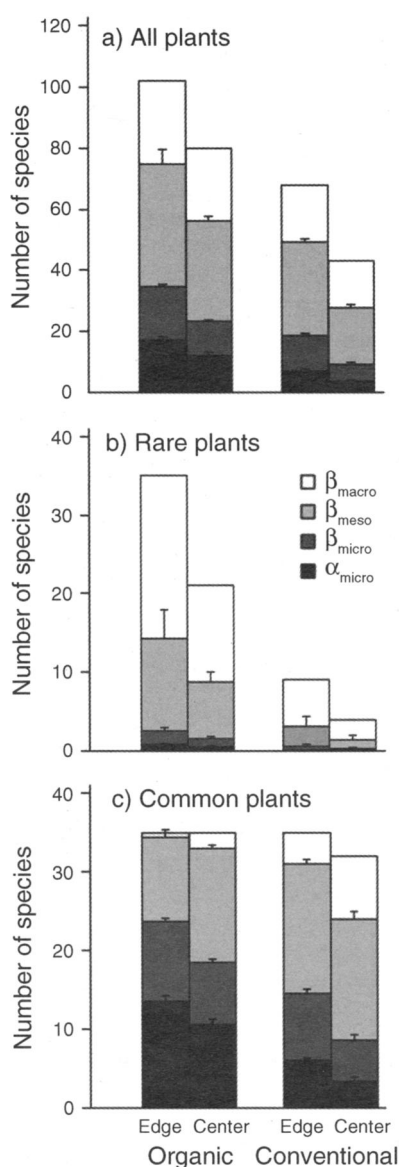 a) All plants
Number of species
120
100
80
60
40
20
0
b) Rare plants
Number of species
40
30
20
10
0
βmacro
βmeso
βmicro
αmicro
c) Common plants
Number of species
40
30
20
10
0
Edge Center Edge Center
Organic Conventional